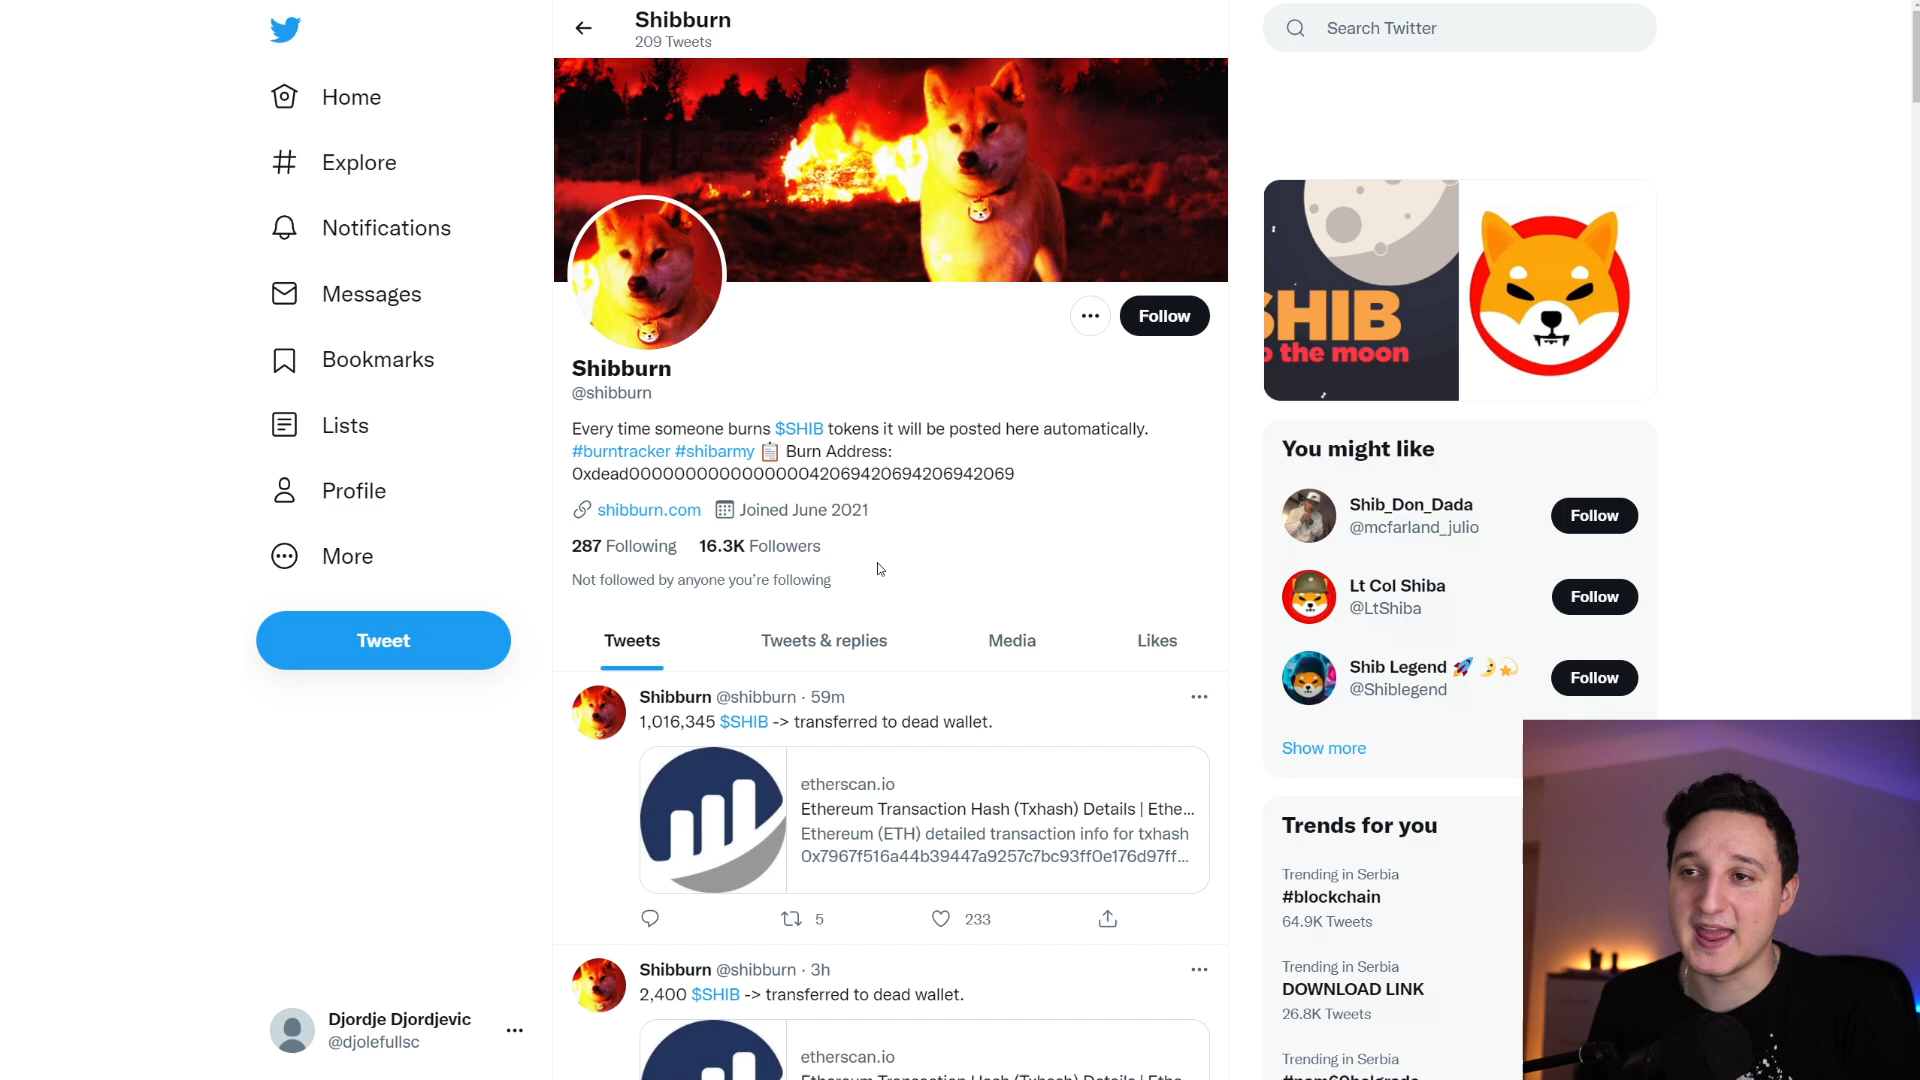 Shibburn
209 Tweets
Search Twitter
Home
Explore
Notifications
Messages
Bookmarks
Lists
Profile
More
Tweet
Djordje Djordjevic
@djolefullsc
Follow
Shibburn
@shibburn
Every time someone burns $SHIB tokens it will be posted here automatically.
#burntracker #shibarmy 📋 Burn Address:
0xdead000000000000000042069420694206942069
shibburn.com Joined June 2021
287 Following 16.3K Followers
Not followed by anyone you're following
Tweets Tweets & replies Media Likes
Shibburn @shibburn · 59m
1,016,345 $SHIB -> transferred to dead wallet.
etherscan.io
Ethereum Transaction Hash (Txhash) Details | Ethe...
Ethereum (ETH) detailed transaction info for txhash
0x7967f516a44b39447a9257c7bc93ff0e176d97ff...
5 233
Shibburn @shibburn · 3h
2,400 $SHIB -> transferred to dead wallet.
etherscan.io
SHIB
o the moon
You might like
Shib_Don_Dada
@mcfarland_julio
Follow
Lt Col Shiba
@LtShiba
Follow
Shib Legend 🚀 🌛💫
@Shiblegend
Follow
Show more
Trends for you
Trending in Serbia
#blockchain
64.9K Tweets
Trending in Serbia
DOWNLOAD LINK
26.8K Tweets
Trending in Serbia